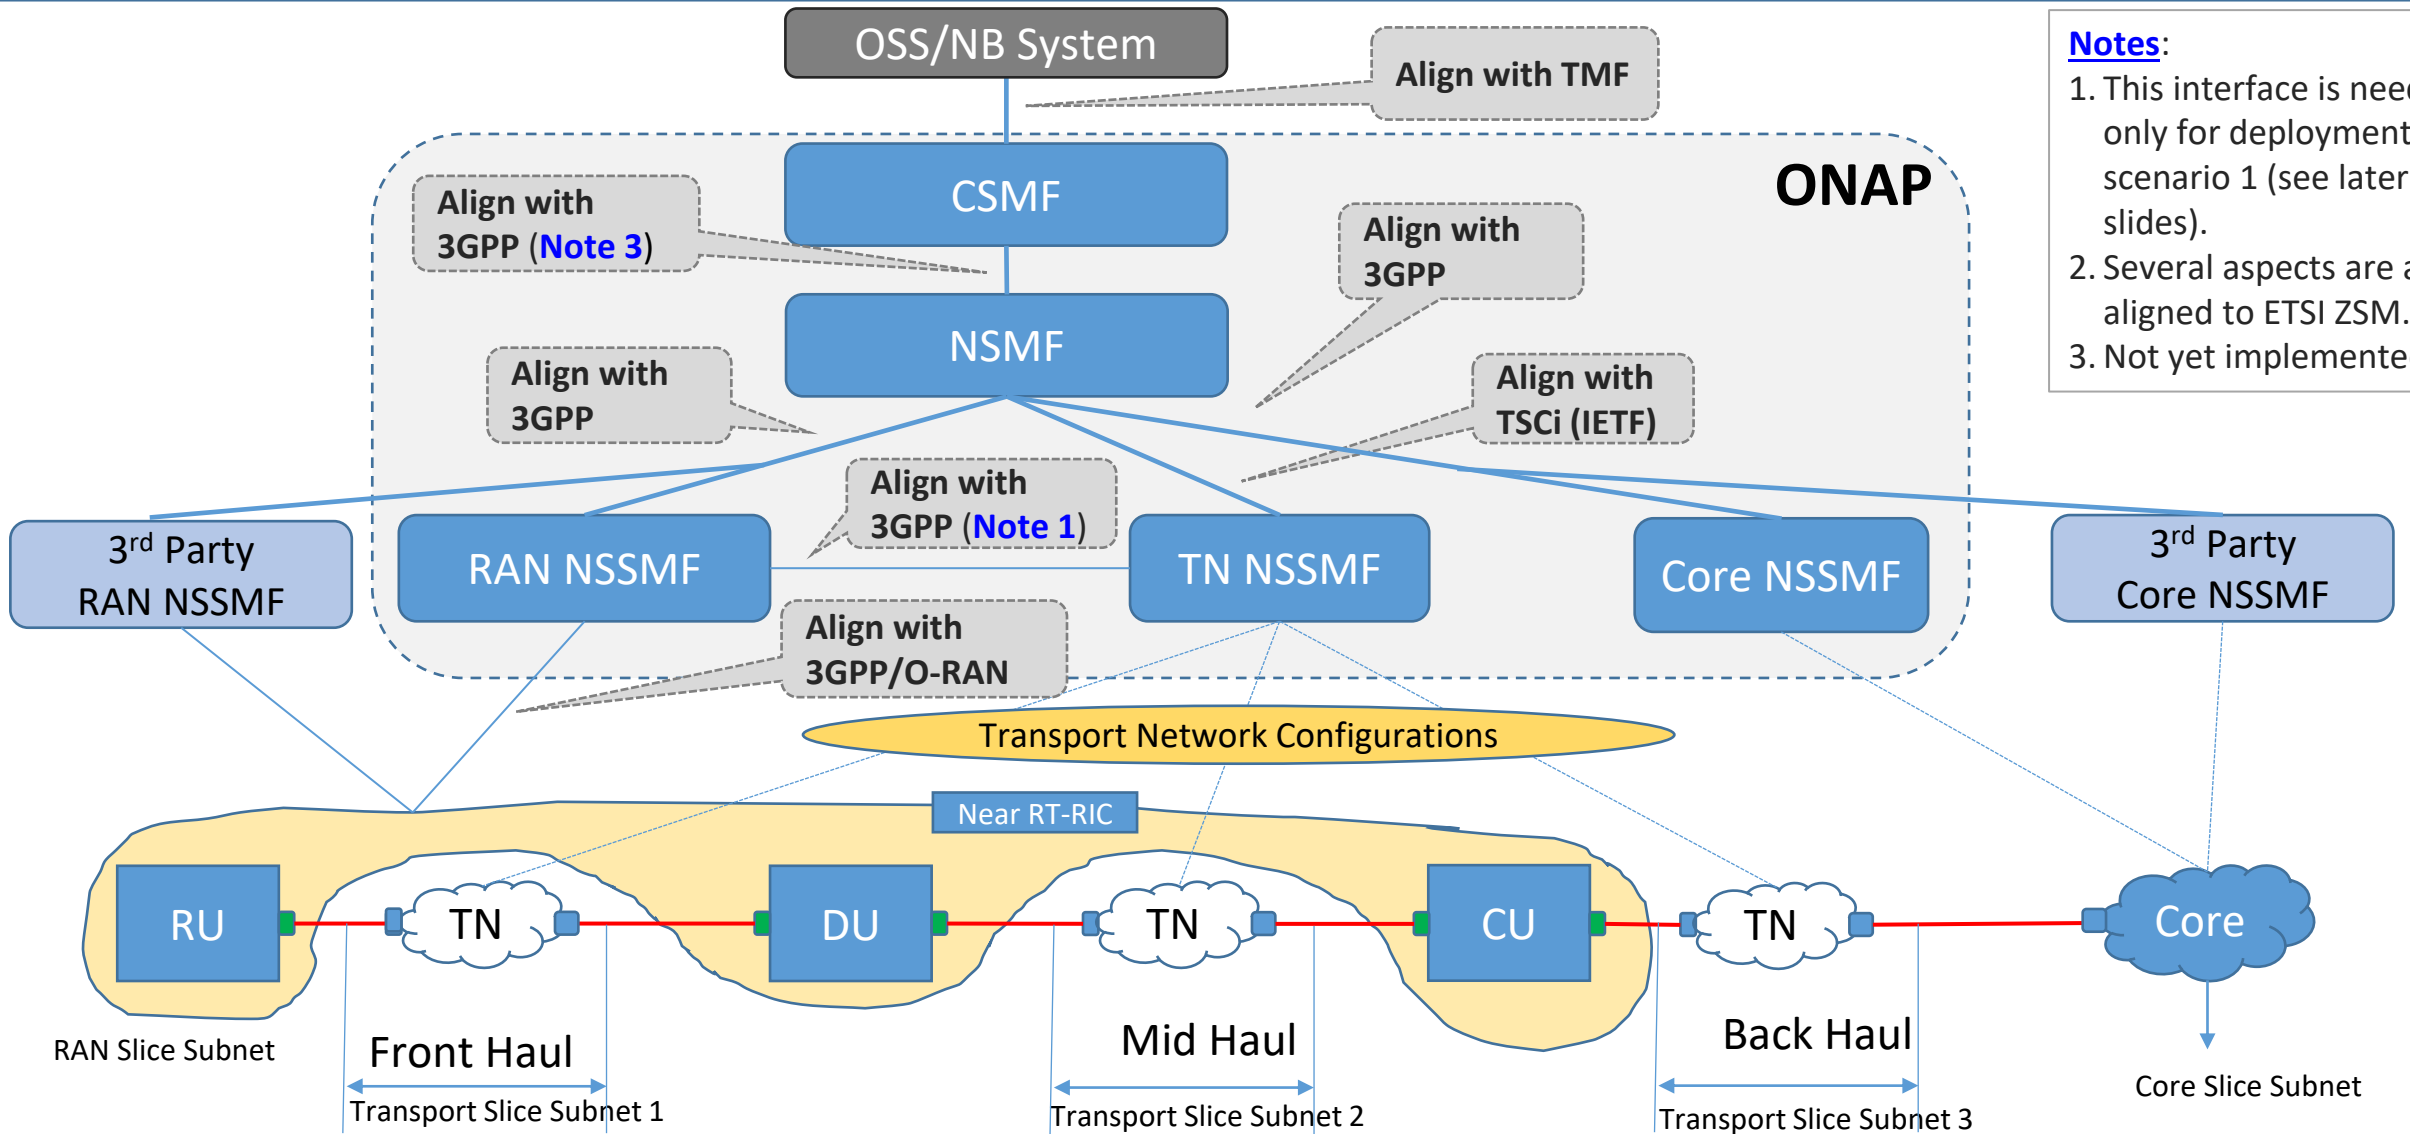 OSS/NB System
Align with TMF
Notes:
1. This interface is
only for deployment
scenario 1 (see later
slides).
2. Several aspects are
aligned to ETSI ZSM.
3. Not yet
ONAP
CSMF
Align with
3GPP (Note 3)
Align with
3GPP
NSMF
Align with
3GPP
Align with
TSCi (IETF)
Align with
3GPP (Note 1)
3rd Party
RAN NSSMF
RAN NSSMF
TN NSSMF
Core NSSMF
3rd Party
Core NSSMF
Align with
3GPP/O-RAN
Transport Network Configurations
Near RT-RIC
RU
TN
DU
TN
CU
TN
Core
RAN Slice Subnet
Front Haul
Mid Haul
Back Haul
Transport Slice Subnet 1
Transport Slice Subnet 2
Transport Slice Subnet 3
Core Slice Subnet